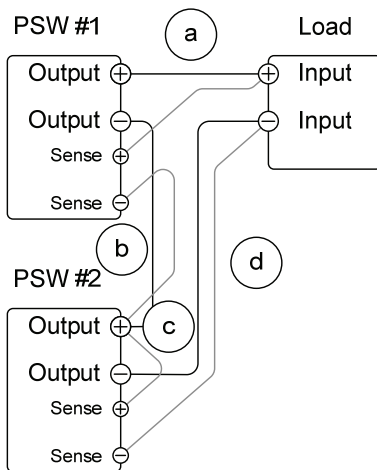 PSW #1
a
Load
Output +
+ Input
Output −
− Input
Sense +
Sense −
b
d
PSW #2
Output +
c
Output −
Sense +
Sense −